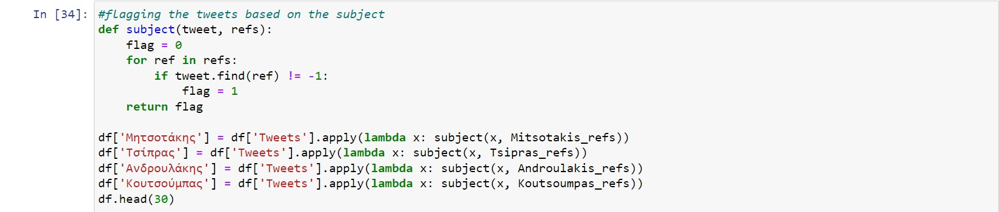 In [34]: #flagging the tweets based on the subject
def subject(tweet, refs):
    flag = 0
    for ref in refs:
        if tweet.find(ref) != -1:
            flag = 1
    return flag

df['Μητσοτάκης'] = df['Tweets'].apply(lambda x: subject(x, Mitsotakis_refs))
df['Τσίπρας'] = df['Tweets'].apply(lambda x: subject(x, Tsipras_refs))
df['Ανδρουλάκης'] = df['Tweets'].apply(lambda x: subject(x, Androulakis_refs))
df['Κουτσούμπας'] = df['Tweets'].apply(lambda x: subject(x, Koutsoumpas_refs))
df.head(30)